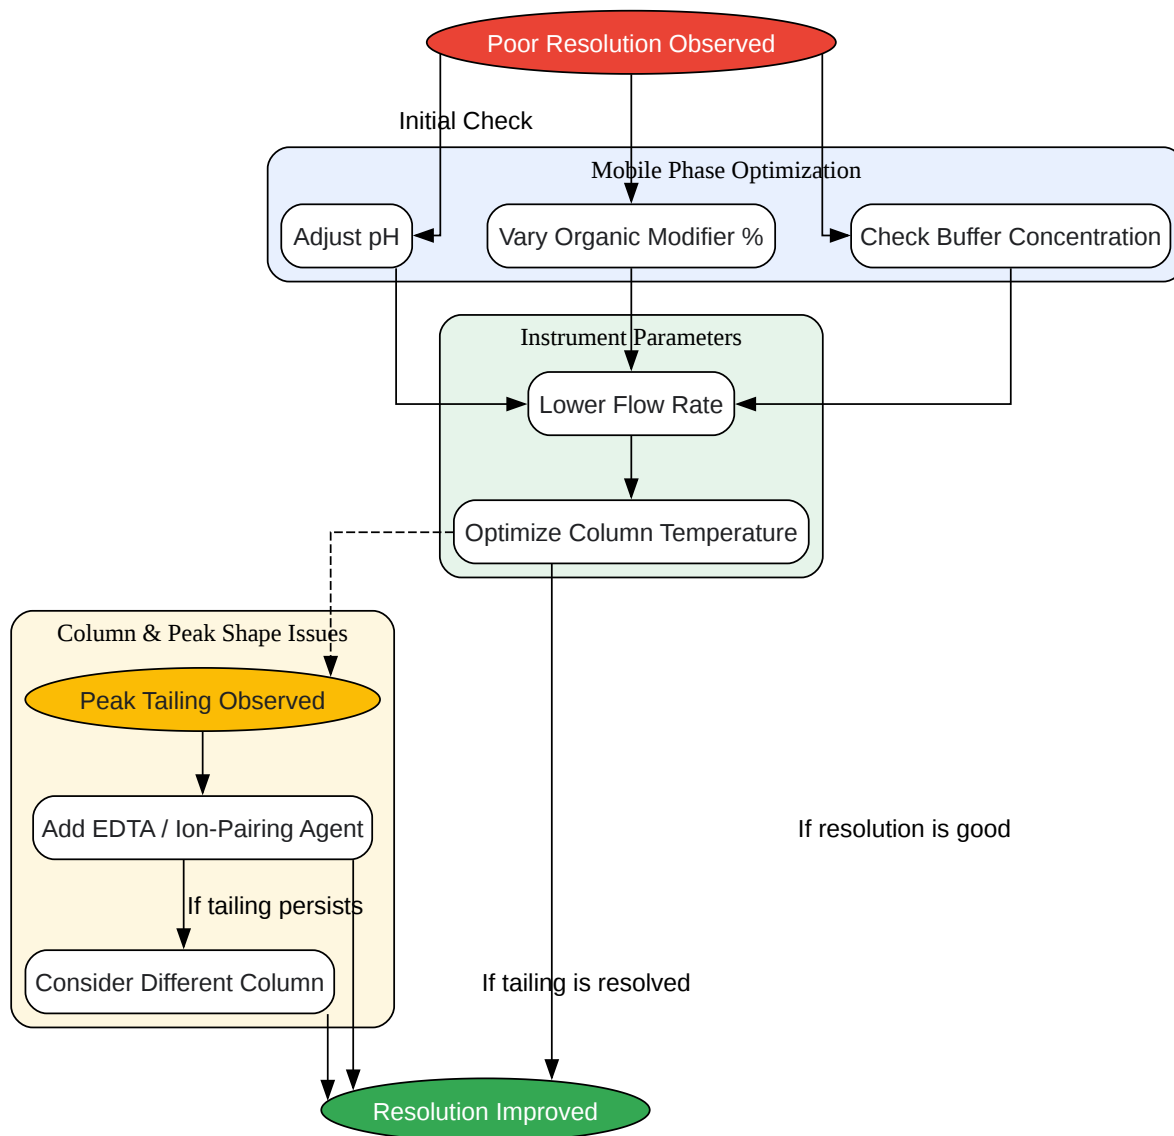 Poor Resolution Observed
Initial Check
Mobile Phase Optimization
Adjust pH
Vary Organic Modifier %
Check Buffer Concentration
Instrument Parameters
Lower Flow Rate
Optimize Column Temperature
Column & Peak Shape Issues
Peak Tailing Observed
Add EDTA / Ion-Pairing Agent
If resolution is good
If tailing persists
Consider Different Column
If tailing is resolved
Resolution Improved